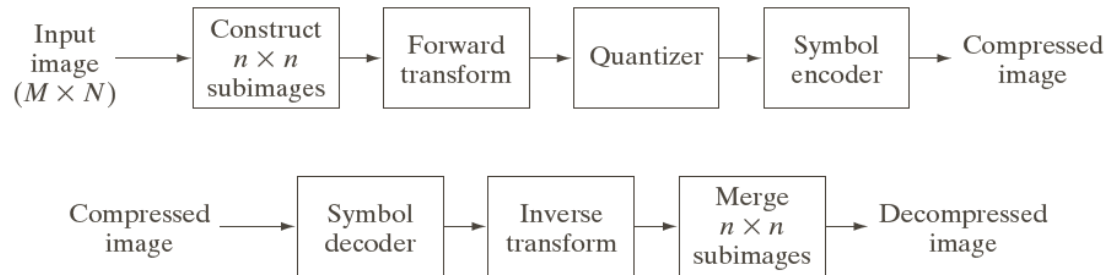 Input
image
(M × N)
Construct
n × n
subimages
Forward
transform
Quantizer
Symbol
encoder
Compressed
image
Compressed
image
Symbol
decoder
Inverse
transform
Merge
n × n
subimages
Decompressed
image